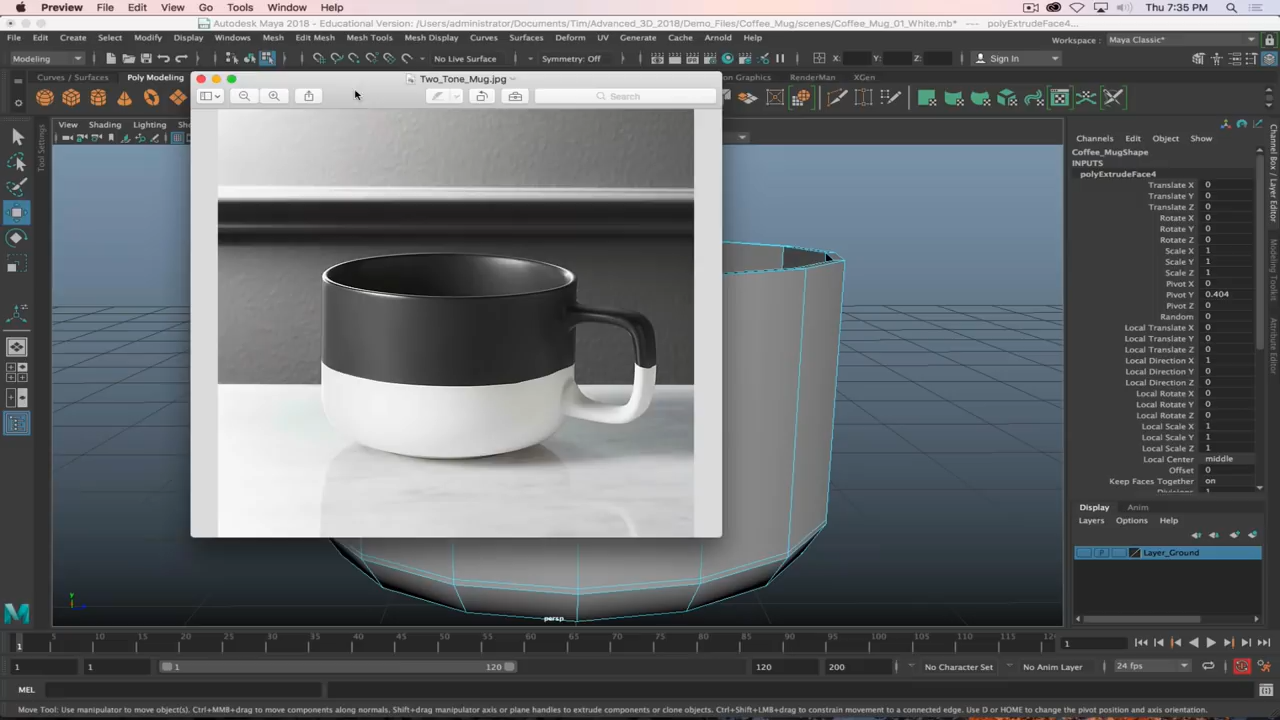 Preview File Edit View Go Tools Window Help Thu 7:35 PM
Autodesk Maya 2018 - Educational Version: /Users/administrator/Documents/Tim/Advanced_3D_2018/Demo_Files/Coffee_Mug/scenes/Coffee_Mug_01_White.mb* --- polyExtrudeFace4...
File Edit Create Select Modify Display Windows Mesh Edit Mesh Mesh Tools Mesh Display Curves Surfaces Deform UV Generate Cache Arnold Help Workspace : Maya Classic*
Modeling No Live Surface Symmetry: Off X: Y: Z: Sign In
Curves / Surfaces Poly Modeling Two_Tone_Mug.jpg RenderMan XGen
Search
View Shading Lighting
Tool Settings
Channels Edit Object Show
Coffee_MugShape
INPUTS
polyExtrudeFace4
Translate X 0
Translate Y 0
Translate Z 0
Rotate X 0
Rotate Y 0
Rotate Z 0
Scale X 1
Scale Y 1
Scale Z 1
Pivot X 0
Pivot Y 0.404
Pivot Z 0
Random 0
Local Translate X 0
Local Translate Y 0
Local Translate Z 0
Local Direction X 1
Local Direction Y 0
Local Direction Z 0
Local Rotate X 0
Local Rotate Y 0
Local Rotate Z 0
Local Scale X 1
Local Scale Y 1
Local Scale Z 1
Local Center middle
Offset 0
Keep Faces Together on
Channel Box / Layer Editor
Modeling Toolkit
Attribute Editor
Display Anim
Layers Options Help
P Layer_Ground
persp
5 10 15 20 25 30 35 40 45 50 55 60 65 70 75 80 85 90 95 100 105 110 115 1
1 1 1 120 120 200 No Character Set No Anim Layer 24 fps
MEL
Move Tool: Use manipulator to move object(s). Ctrl+MMB+drag to move components along normals. Shift+drag manipulator axis or plane handles to extrude components or clone objects. Ctrl+Shift+LMB+drag to constrain movement to a connected edge. Use D or HOME to change the pivot position and axis orientation.